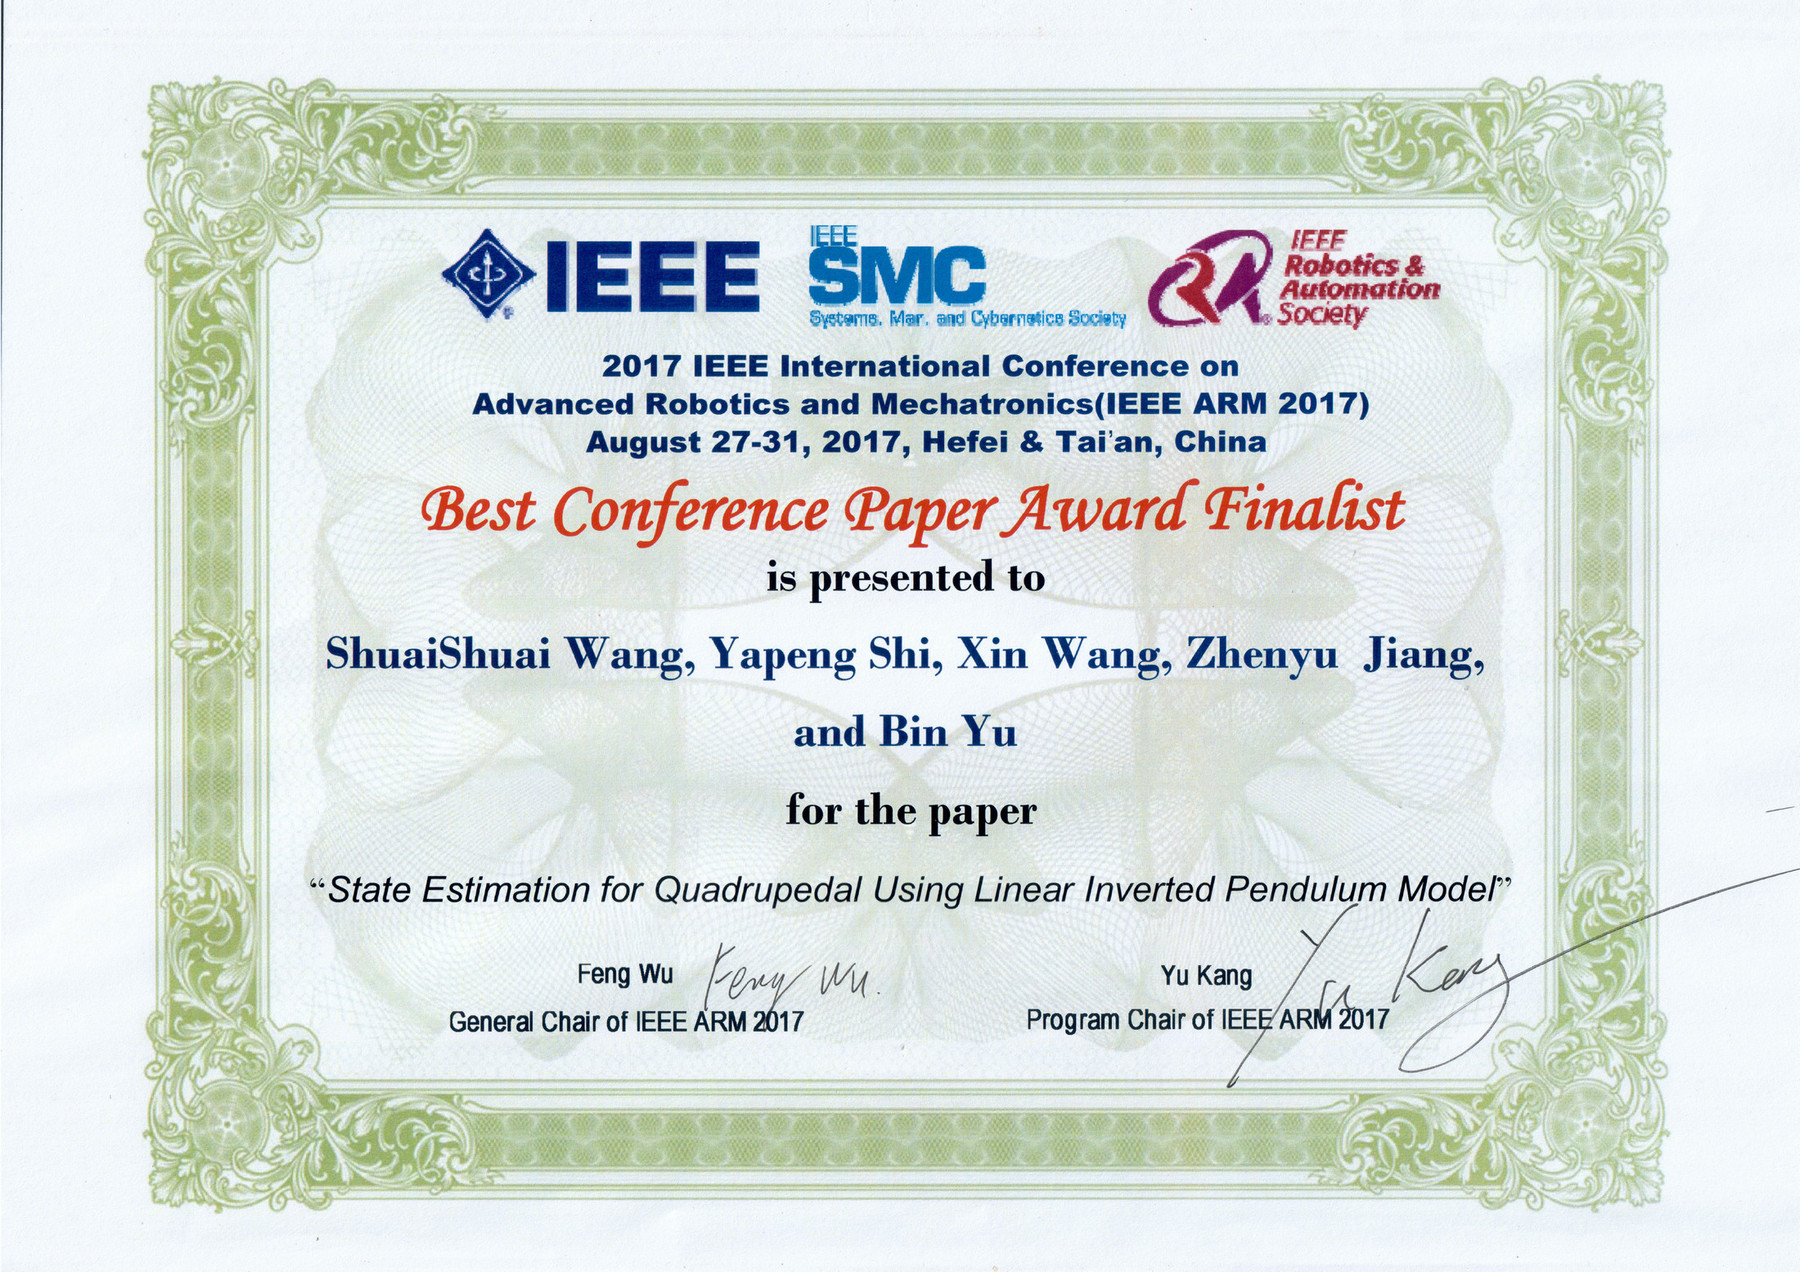 IEEE
IEEE
SMC
Systems, Man, and Cybernetics Society
IEEE
Robotics &
Automation
Society
2017 IEEE International Conference on
Advanced Robotics and Mechatronics(IEEE ARM 2017)
August 27-31, 2017, Hefei & Tai'an, China
Best Conference Paper Award Finalist
is presented to
ShuaiShuai Wang, Yapeng Shi, Xin Wang, Zhenyu Jiang,
and Bin Yu
for the paper
“State Estimation for Quadrupedal Using Linear Inverted Pendulum Model”
Feng Wu Feng Wu.
General Chair of IEEE ARM 2017
Yu Kang Yu Kang
Program Chair of IEEE ARM 2017